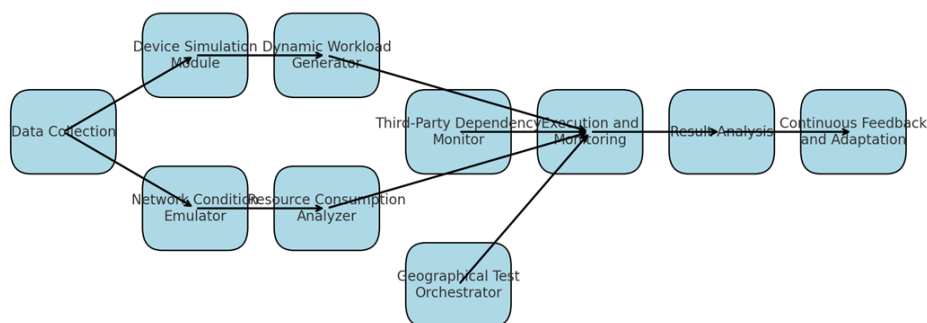 Device Simulation
Module
Dynamic Workload
Generator
Data Collection
Third-Party Dependency
Monitor
Execution and
Monitoring
Result Analysis
Continuous Feedback
and Adaptation
Network Condition
Emulator
Resource Consumption
Analyzer
Geographical Test
Orchestrator